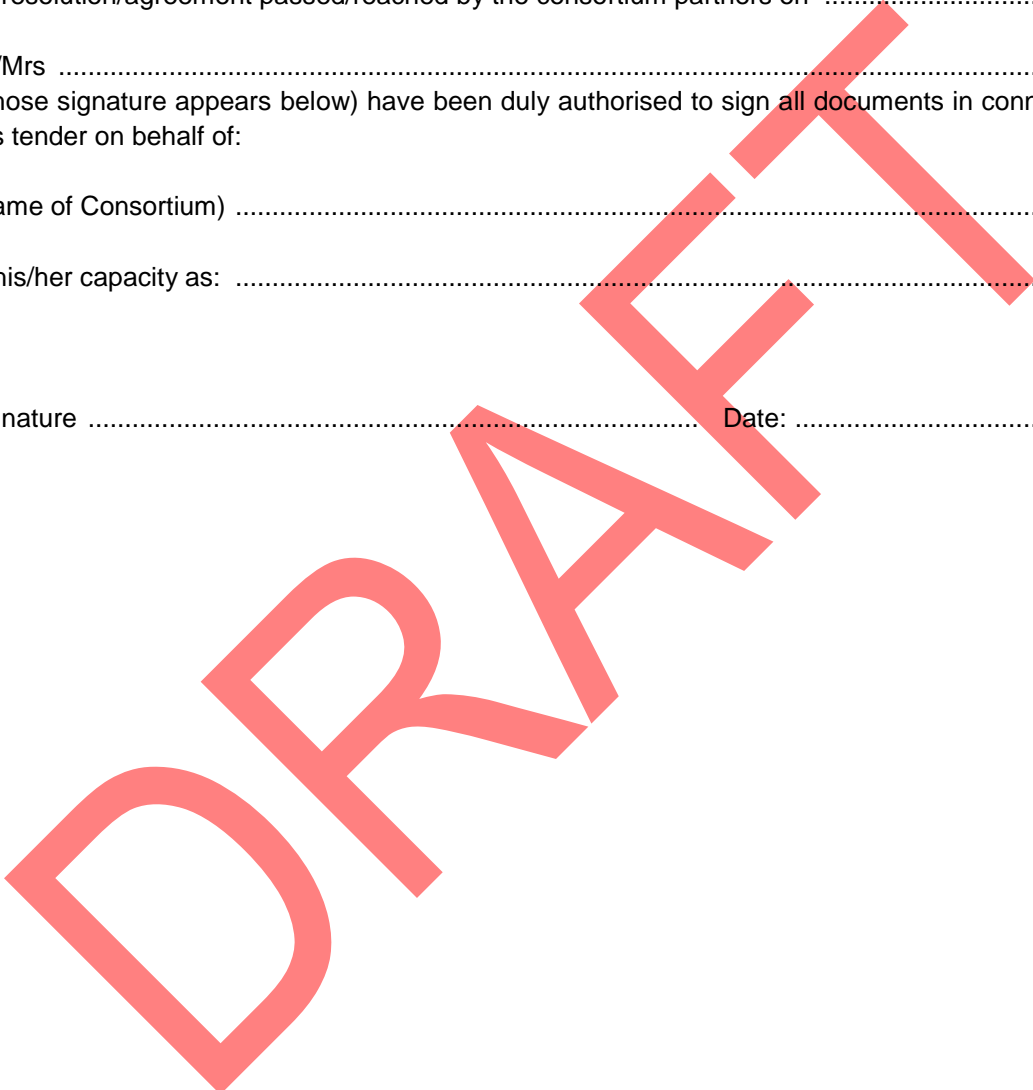 resolution/agreement passed/reached by the consortium partners on ..............................
/Mrs ..............................................................................................................................
hose signature appears below) have been duly authorised to sign all documents in conn
s tender on behalf of:
ame of Consortium) ..........................................................................................................
his/her capacity as: ..........................................................................................................
nature .................................................................................. Date: ................................
DRAFT